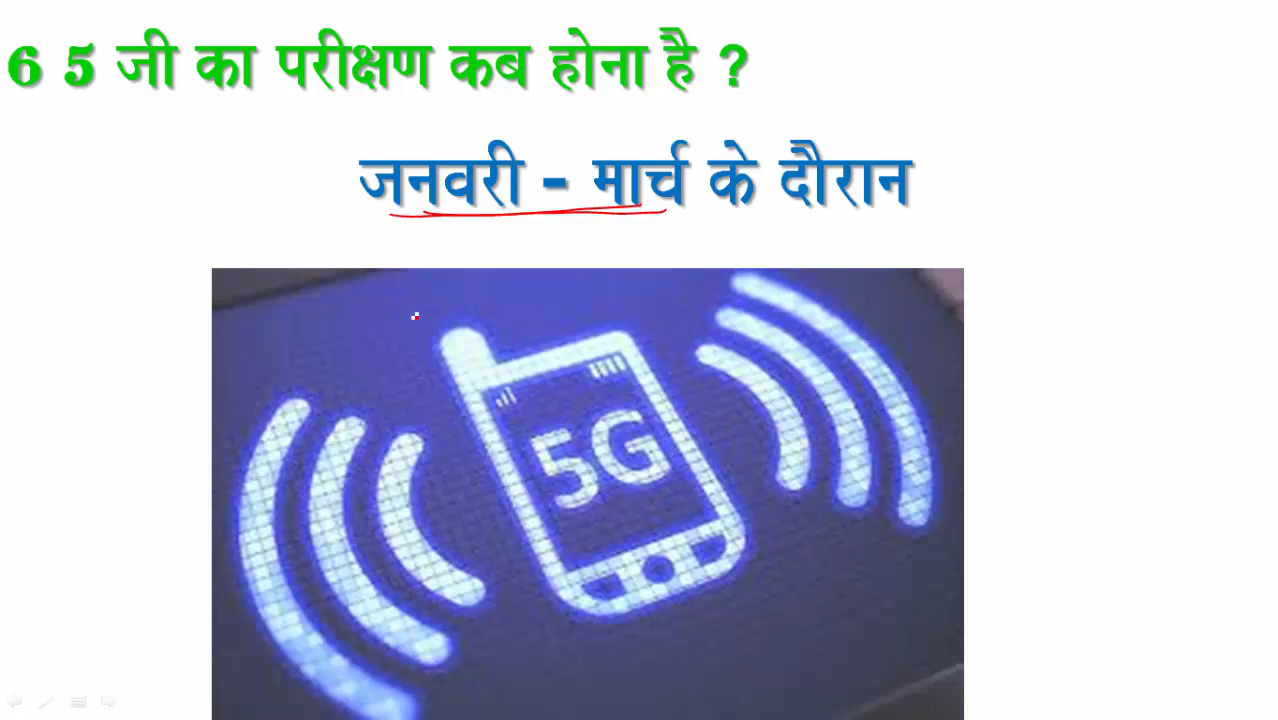 6 5 जी का परीक्षण कब होना है ?
जनवरी - मार्च के दौरान
5G